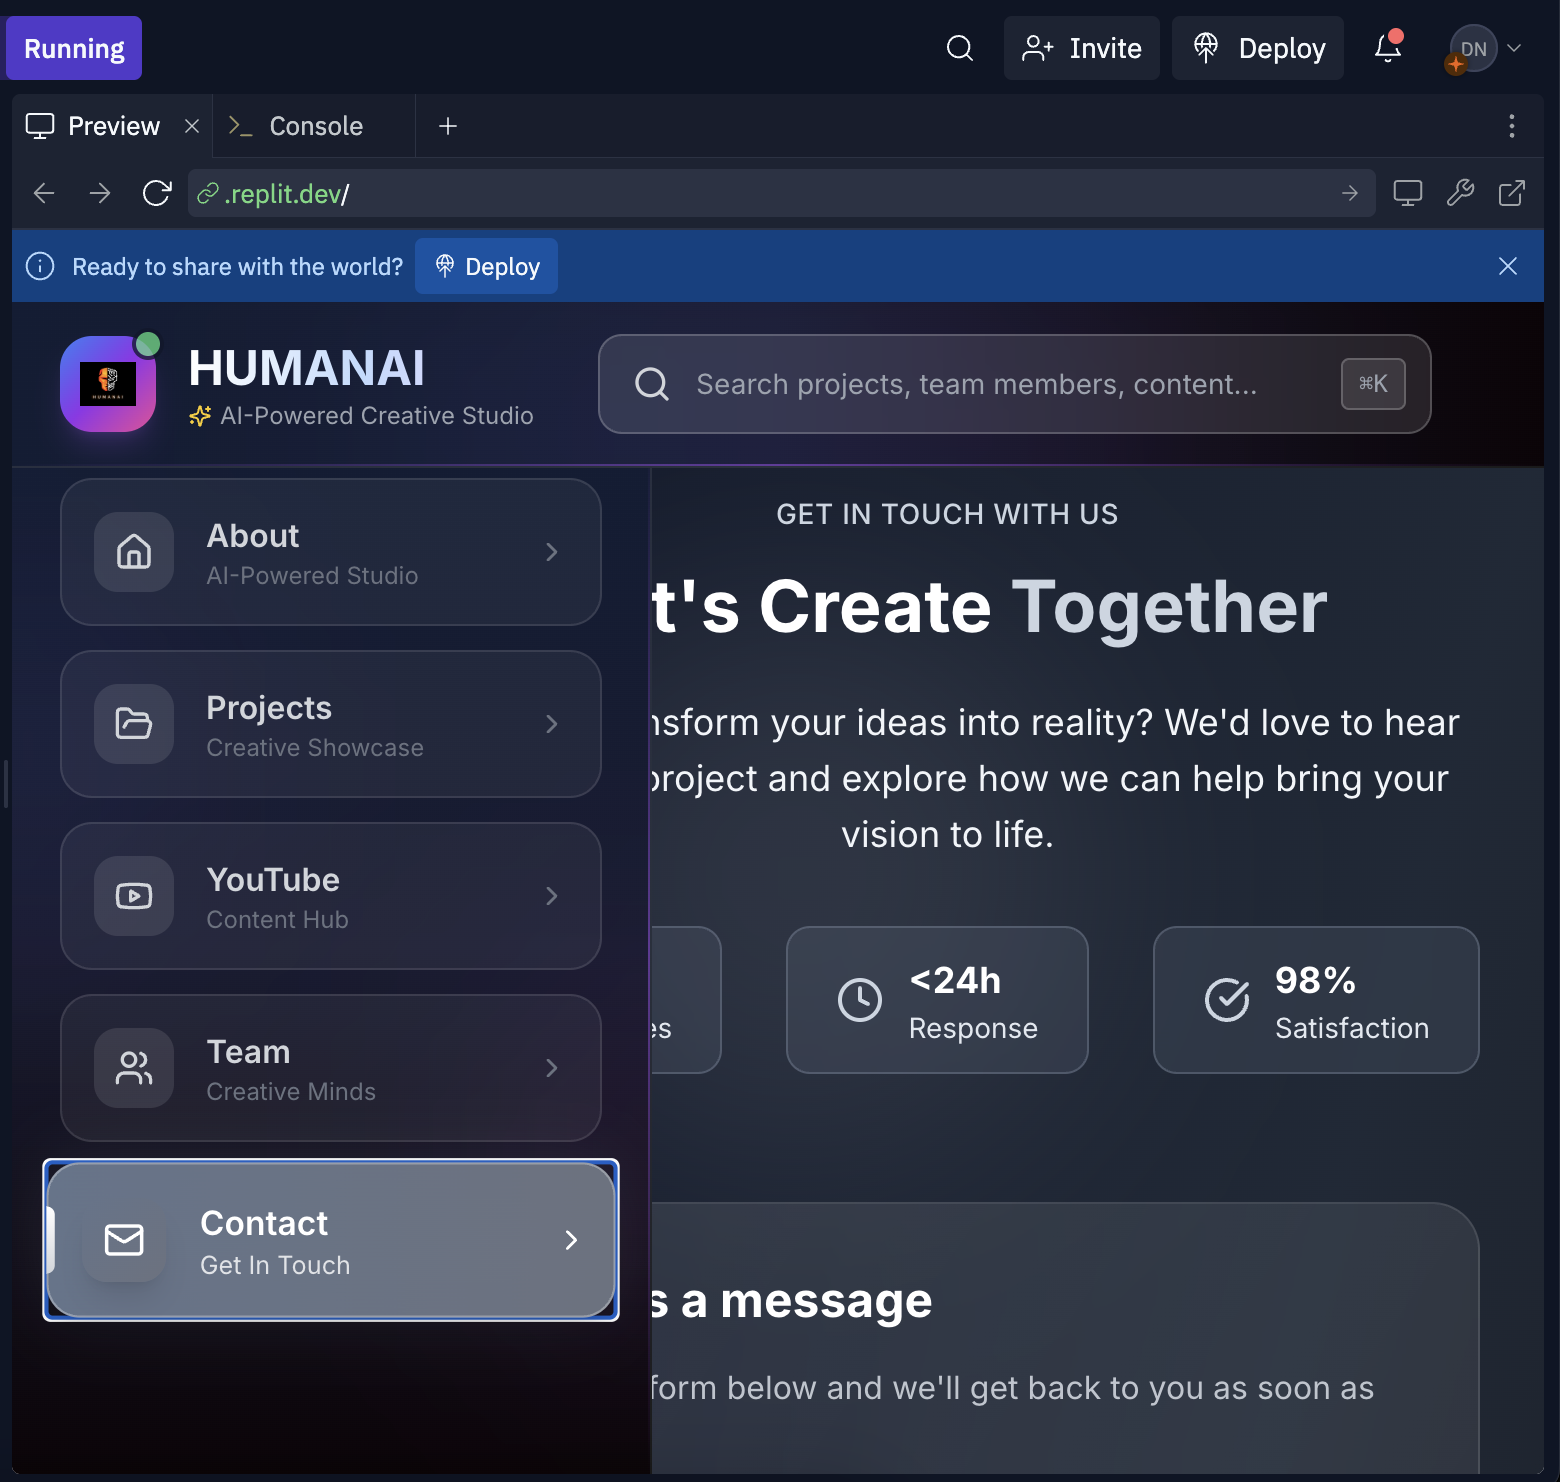 Running
Invite
Deploy
DN
Preview
Console
.replit.dev/
Ready to share with the world?
Deploy
HUMANAI
HUMANAI
AI-Powered Creative Studio
Search projects, team members, content...
⌘K
About
AI-Powered Studio
Projects
Creative Showcase
YouTube
Content Hub
Team
Creative Minds
Contact
Get In Touch
GET IN TOUCH WITH US
t's Create Together
nsform your ideas into reality? We'd love to hear
project and explore how we can help bring your
vision to life.
es
<24h
Response
98%
Satisfaction
s a message
form below and we'll get back to you as soon as